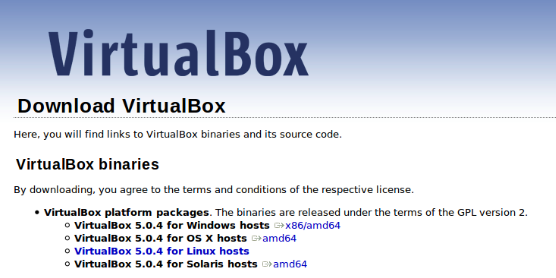 VirtualBox
Download VirtualBox
Here, you will find links to VirtualBox binaries and its source code.
VirtualBox binaries
By downloading, you agree to the terms and conditions of the respective license.
• VirtualBox platform packages. The binaries are released under the terms of the GPL version 2.
○ VirtualBox 5.0.4 for Windows hosts x86/amd64
○ VirtualBox 5.0.4 for OS X hosts amd64
○ VirtualBox 5.0.4 for Linux hosts
○ VirtualBox 5.0.4 for Solaris hosts amd64